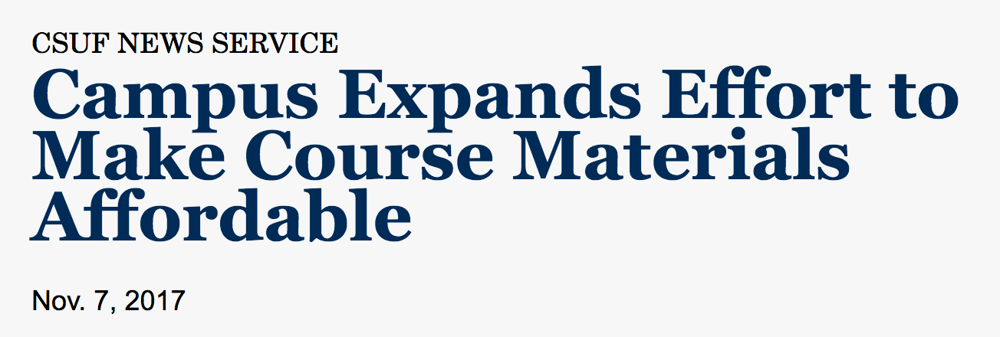 CSUF NEWS SERVICE
Campus Expands Effort to
Make Course Materials
Affordable
Nov. 7, 2017